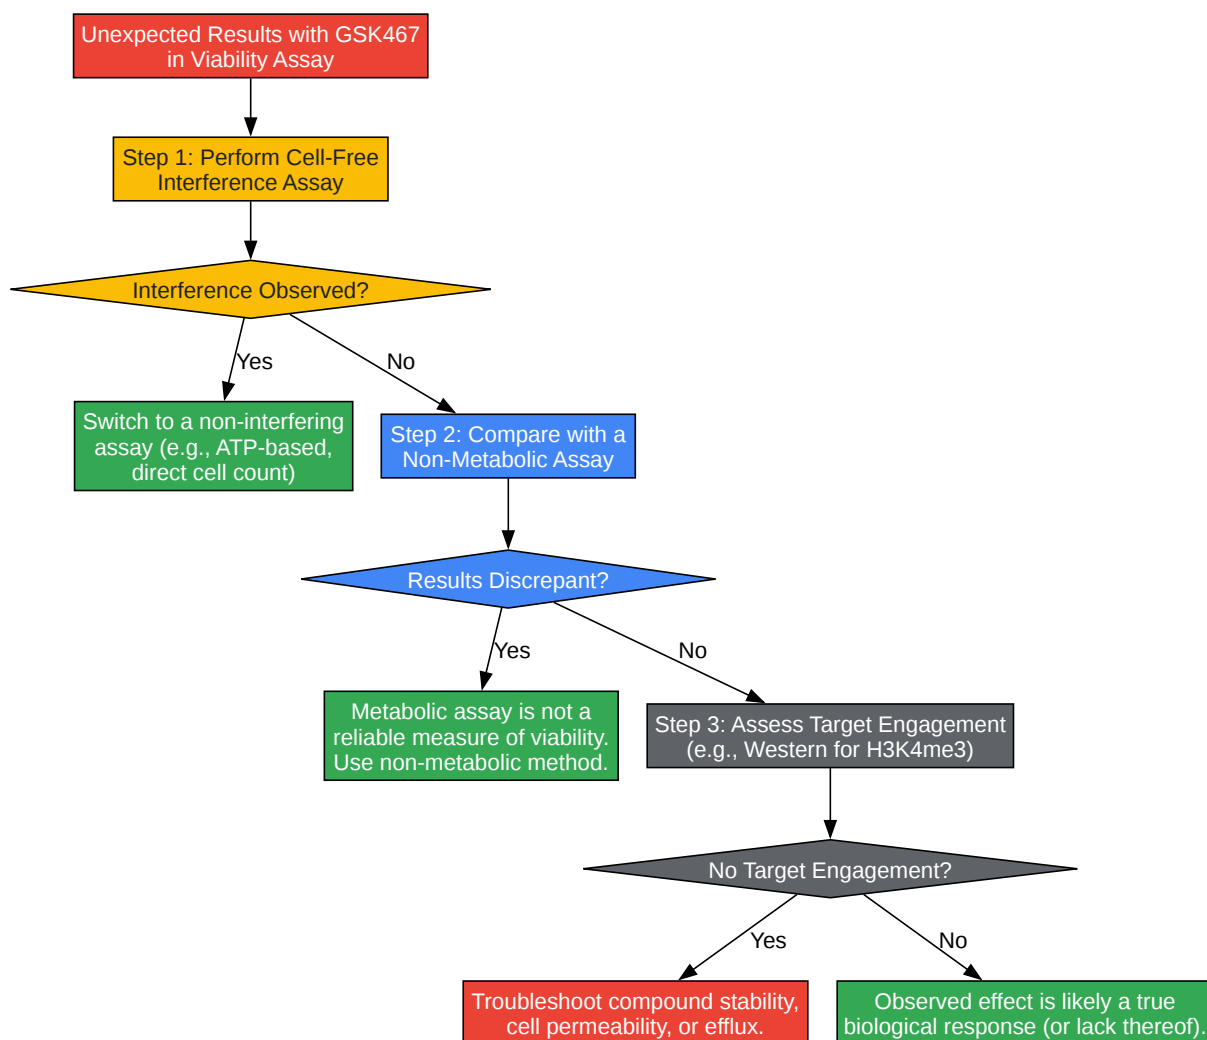 Unexpected Results with GSK467
in Viability Assay
Step 1: Perform Cell-Free
Interference Assay
Interference Observed?
Yes
No
Switch to a non-interfering
assay (e.g., ATP-based,
direct cell count)
Step 2: Compare with a
Non-Metabolic Assay
Results Discrepant?
Yes
No
Metabolic assay is not a
reliable measure of viability.
Use non-metabolic method.
Step 3: Assess Target Engagement
(e.g., Western for H3K4me3)
No Target Engagement?
Yes
No
Troubleshoot compound stability,
cell permeability, or efflux.
Observed effect is likely a true
biological response (or lack thereof).